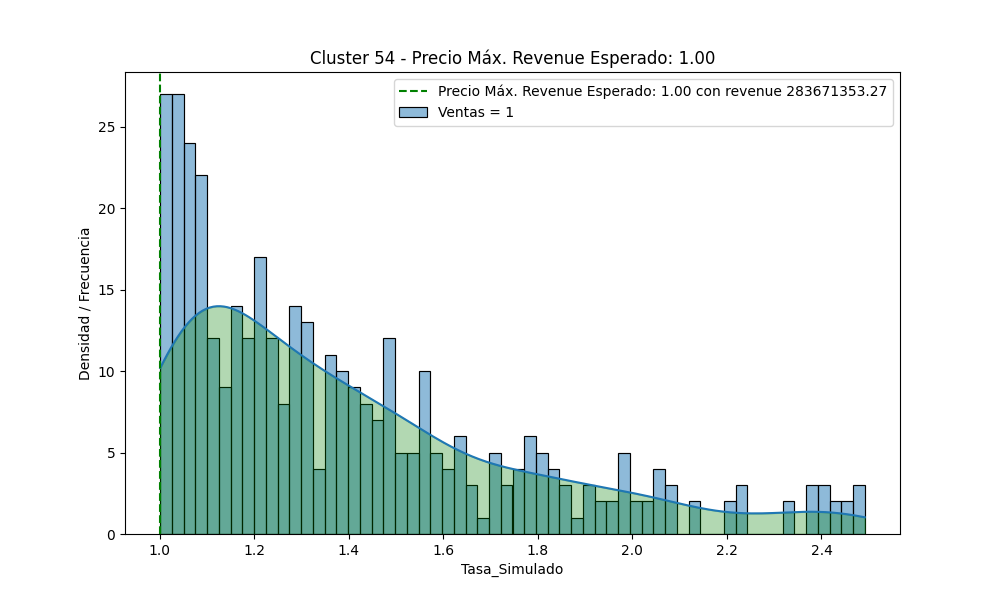 Cluster 54 - Precio Máx. Revenue Esperado: 1.00
Precio Máx. Revenue Esperado: 1.00 con revenue 283671353.27
Ventas = 1
Densidad / Frecuencia
25
20
15
10
5
0
1.0 1.2 1.4 1.6 1.8 2.0 2.2 2.4
Tasa_Simulado